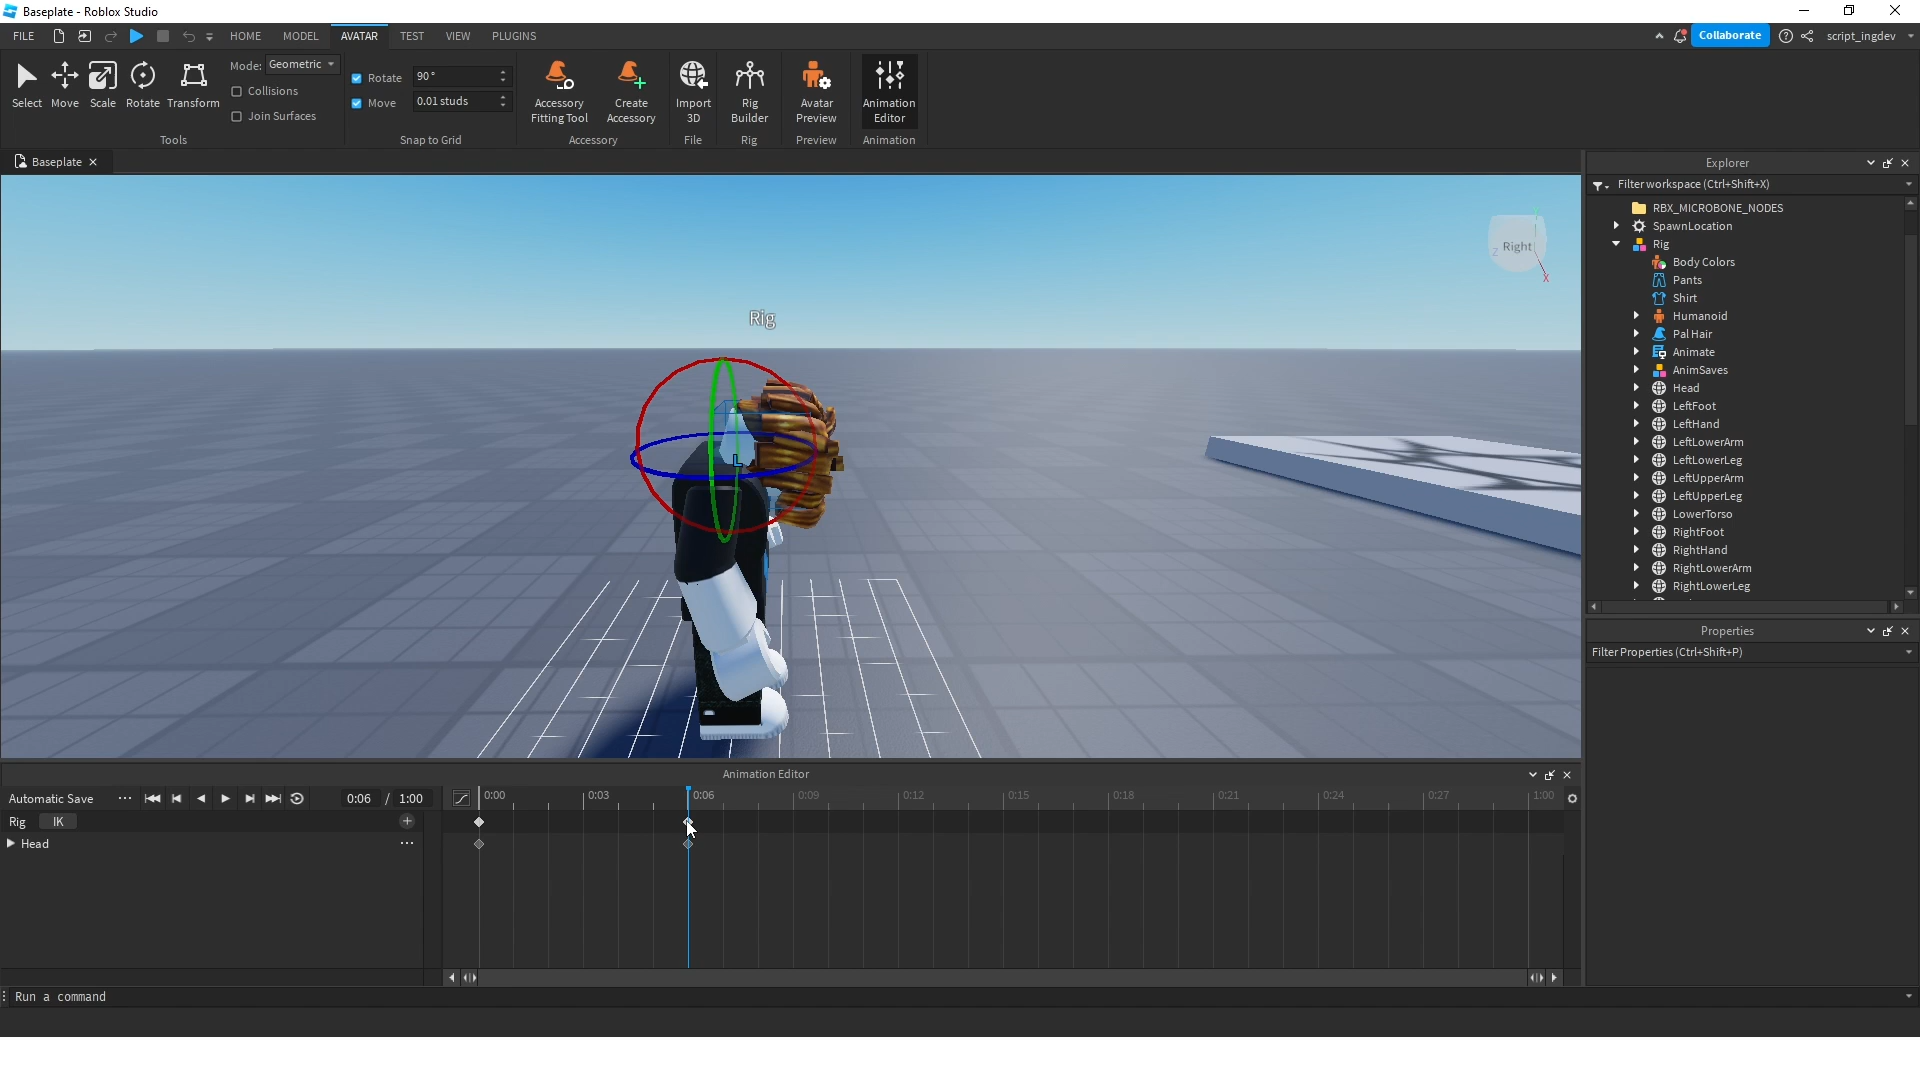 Baseplate - Roblox Studio
FILE HOME MODEL AVATAR TEST VIEW PLUGINS Collaborate script_ingdev
Select Move Scale Rotate Transform
Mode: Geometric
Collisions
Join Surfaces
Tools
Rotate 90°
Move 0.01 studs
Snap to Grid
Accessory Fitting Tool
Create Accessory
Accessory
Import 3D
File
Rig Builder
Rig
Avatar Preview
Preview
Animation Editor
Animation
Baseplate
Rig
Right
Z
X
L
Explorer
Filter workspace (Ctrl+Shift+X)
RBX_MICROBONE_NODES
SpawnLocation
Rig
Body Colors
Pants
Shirt
Humanoid
Pal Hair
Animate
AnimSaves
Head
LeftFoot
LeftHand
LeftLowerArm
LeftLowerLeg
LeftUpperArm
LeftUpperLeg
LowerTorso
RightFoot
RightHand
RightLowerArm
RightLowerLeg
Properties
Filter Properties (Ctrl+Shift+P)
Animation Editor
Automatic Save 0:06 / 1:00 0:00 0:03 0:06 0:09 0:12 0:15 0:18 0:21 0:24 0:27 1:00
Rig IK
Head
Run a command